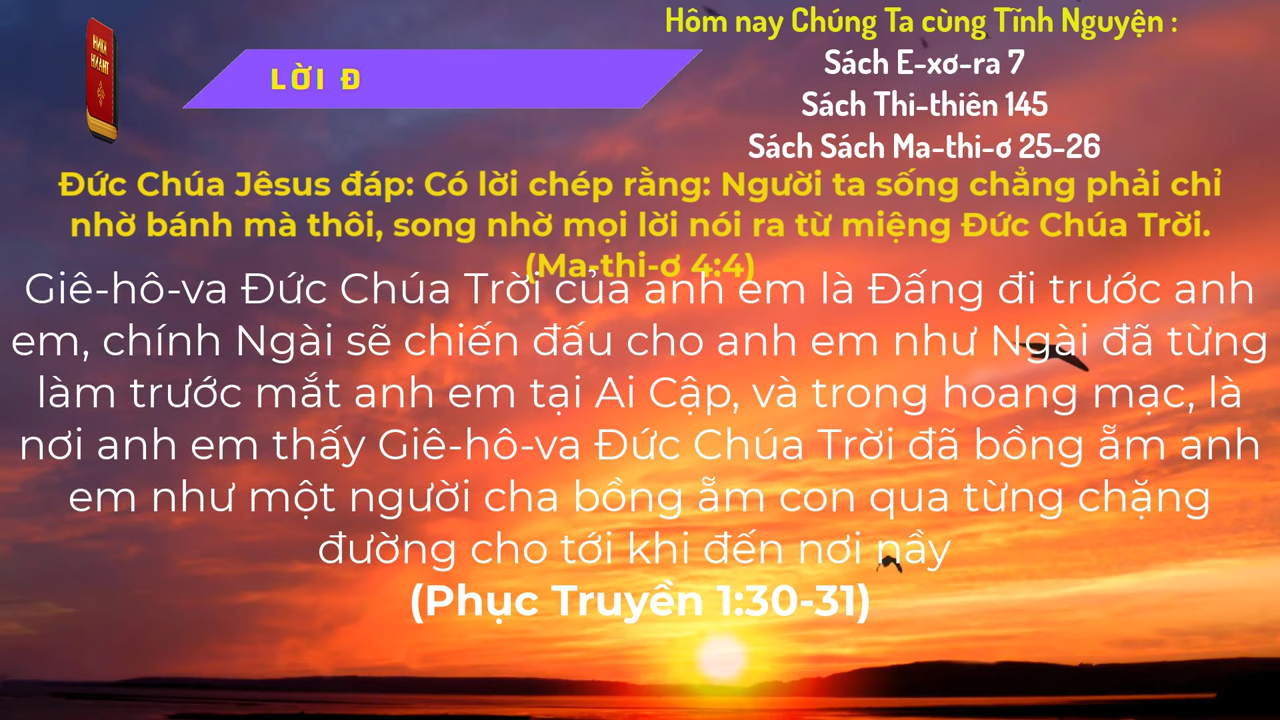 Hôm nay Chúng Ta cùng Tĩnh Nguyện :
Sách E-xơ-ra 7
Sách Thi-thiên 145
Sách Sách Ma-thi-ơ 25-26
LỜI Đ
Đức Chúa Jêsus đáp: Có lời chép rằng: Người ta sống chẳng phải chỉ
nhờ bánh mà thôi, song nhờ mọi lời nói ra từ miệng Đức Chúa Trời.
(Ma-thi-ơ 4:4)
Giê-hô-va Đức Chúa Trời của anh em là Đấng đi trước anh
em, chính Ngài sẽ chiến đấu cho anh em như Ngài đã từng
làm trước mắt anh em tại Ai Cập, và trong hoang mạc, là
nơi anh em thấy Giê-hô-va Đức Chúa Trời đã bồng ẵm anh
em như một người cha bồng ẵm con qua từng chặng
đường cho tới khi đến nơi nầy
(Phục Truyền 1:30-31)